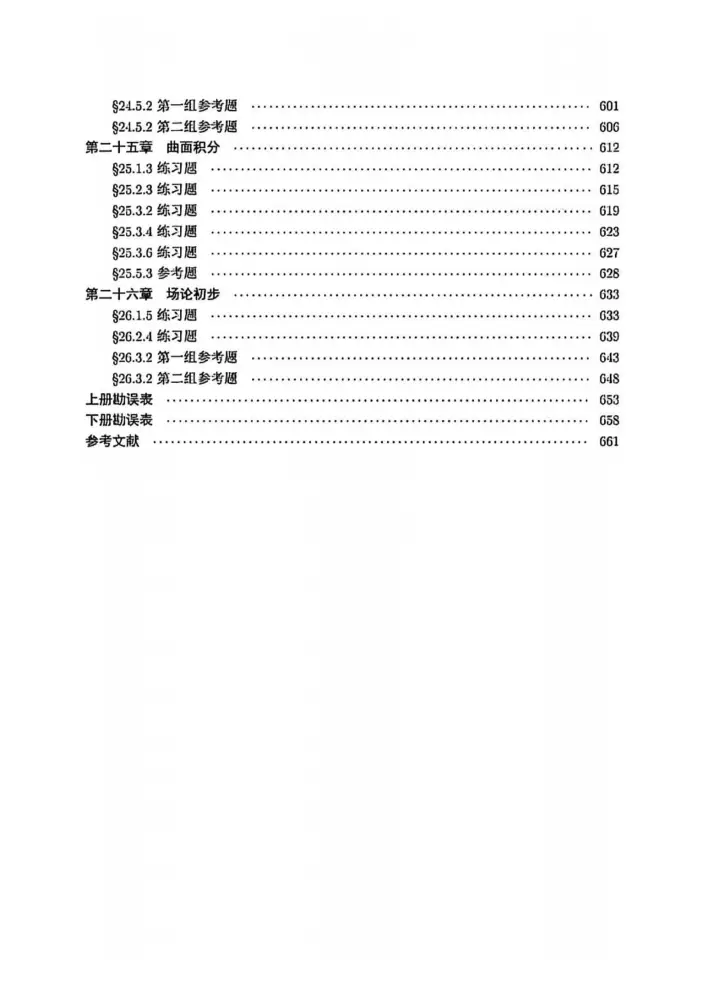 §24.5.2 第一组参考题 601
§24.5.2 第二组参考题 606
第二十五章 曲面积分 612
§25.1.3 练习题 612
§25.2.3 练习题 615
§25.3.2 练习题 619
§25.3.4 练习题 623
§25.3.6 练习题 627
§25.5.3 参考题 628
第二十六章 场论初步 633
§26.1.5 练习题 633
§26.2.4 练习题 639
§26.3.2 第一组参考题 643
§26.3.2 第二组参考题 648
上册勘误表 653
下册勘误表 658
参考文献 661